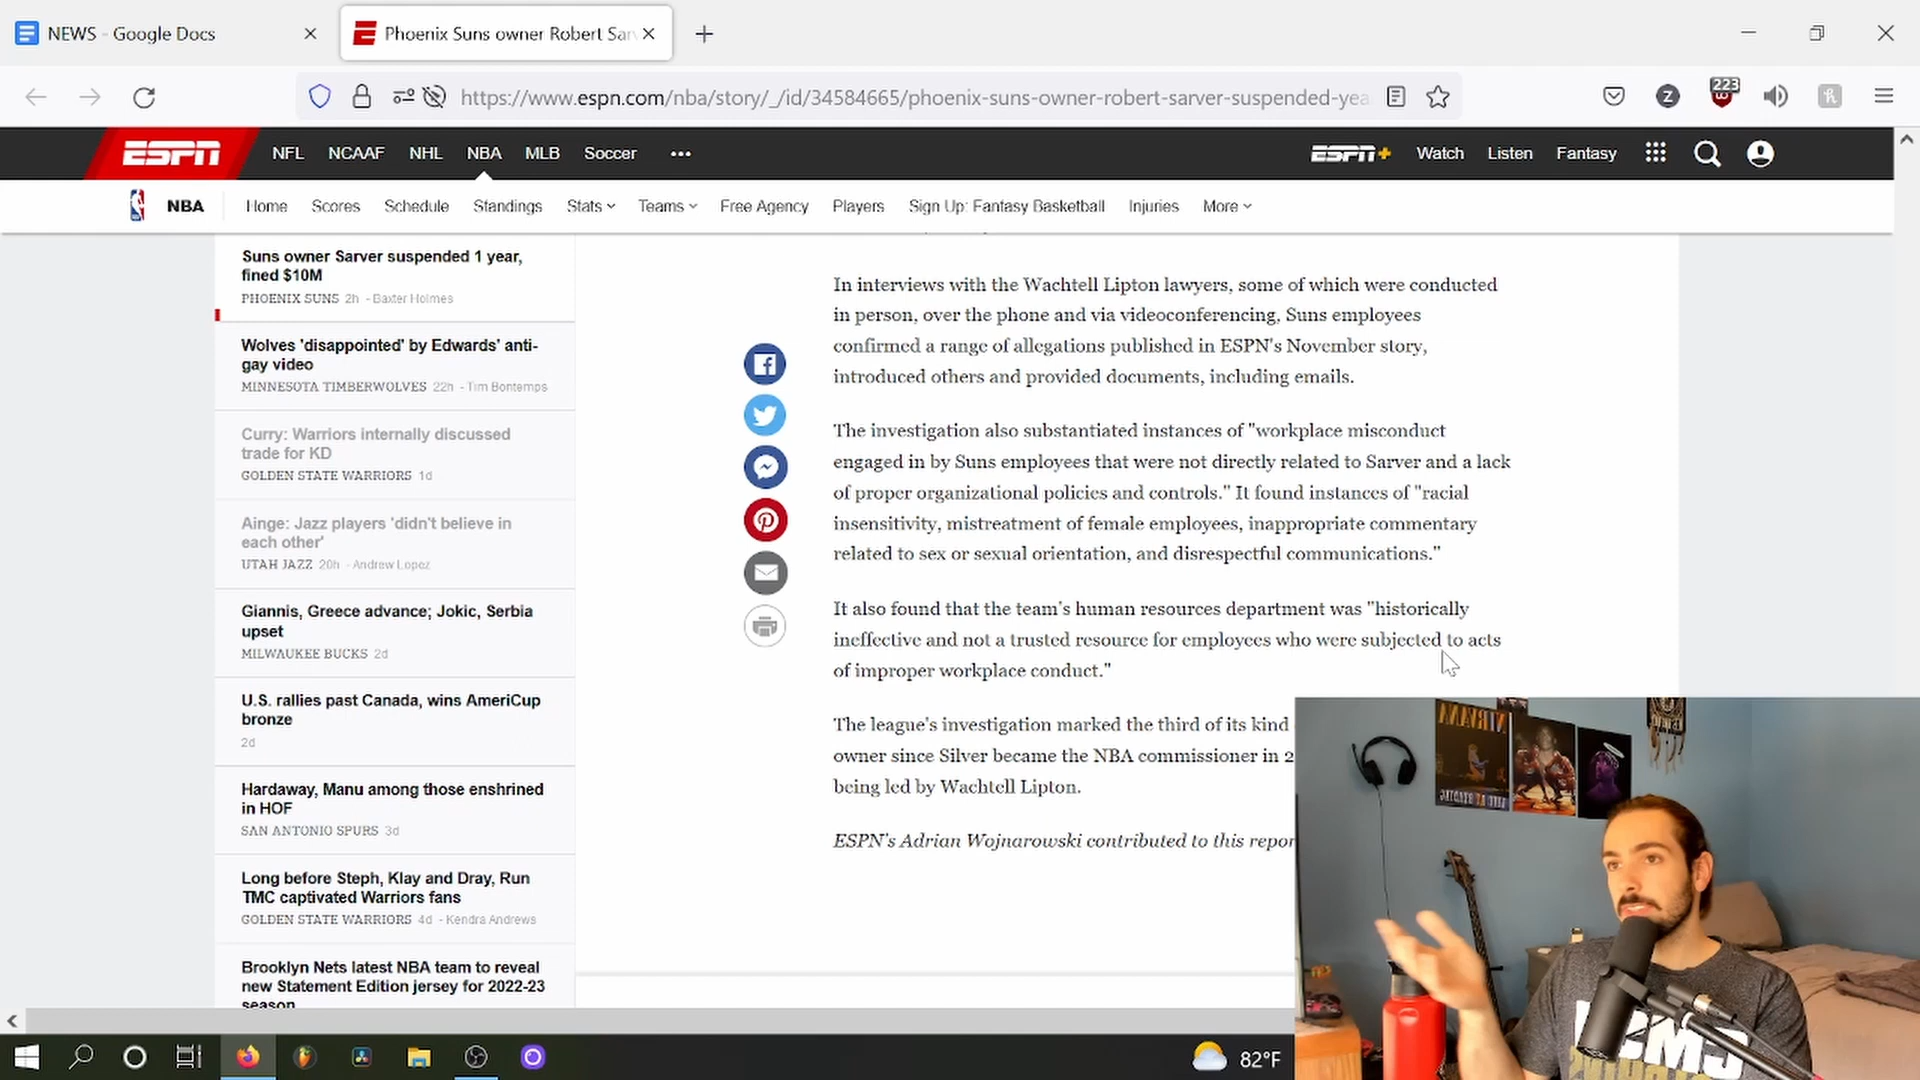 NEWS - Google Docs
Phoenix Suns owner Robert Sar
https://www.espn.com/nba/story/_/id/34584665/phoenix-suns-owner-robert-sarver-suspended-yea
223
Z
h
ESPN
NFL
NCAAF
NHL
NBA
MLB
Soccer
•••
ESPN+
Watch
Listen
Fantasy
NBA
Home
Scores
Schedule
Standings
Stats
Teams
Free Agency
Players
Sign Up: Fantasy Basketball
Injuries
More
Suns owner Sarver suspended 1 year,
fined $10M
PHOENIX SUNS 2h - Baxter Holmes
Wolves 'disappointed' by Edwards' anti-
gay video
MINNESOTA TIMBERWOLVES 22h - Tim Bontemps
Curry: Warriors internally discussed
trade for KD
GOLDEN STATE WARRIORS 1d
Ainge: Jazz players 'didn't believe in
each other'
UTAH JAZZ 20h - Andrew Lopez
Giannis, Greece advance; Jokic, Serbia
upset
MILWAUKEE BUCKS 2d
U.S. rallies past Canada, wins AmeriCup
bronze
2d
Hardaway, Manu among those enshrined
in HOF
SAN ANTONIO SPURS 3d
Long before Steph, Klay and Dray, Run
TMC captivated Warriors fans
GOLDEN STATE WARRIORS 4d - Kendra Andrews
Brooklyn Nets latest NBA team to reveal
new Statement Edition jersey for 2022-23
season
In interviews with the Wachtell Lipton lawyers, some of which were conducted
in person, over the phone and via videoconferencing, Suns employees
confirmed a range of allegations published in ESPN's November story,
introduced others and provided documents, including emails.
The investigation also substantiated instances of "workplace misconduct
engaged in by Suns employees that were not directly related to Sarver and a lack
of proper organizational policies and controls." It found instances of "racial
insensitivity, mistreatment of female employees, inappropriate commentary
related to sex or sexual orientation, and disrespectful communications."
It also found that the team's human resources department was "historically
ineffective and not a trusted resource for employees who were subjected to acts
of improper workplace conduct."
The league's investigation marked the third of its kind
owner since Silver became the NBA commissioner in 2
being led by Wachtell Lipton.
ESPN's Adrian Wojnarowski contributed to this repor
NIRVANA
LIVE AT READING
82°F